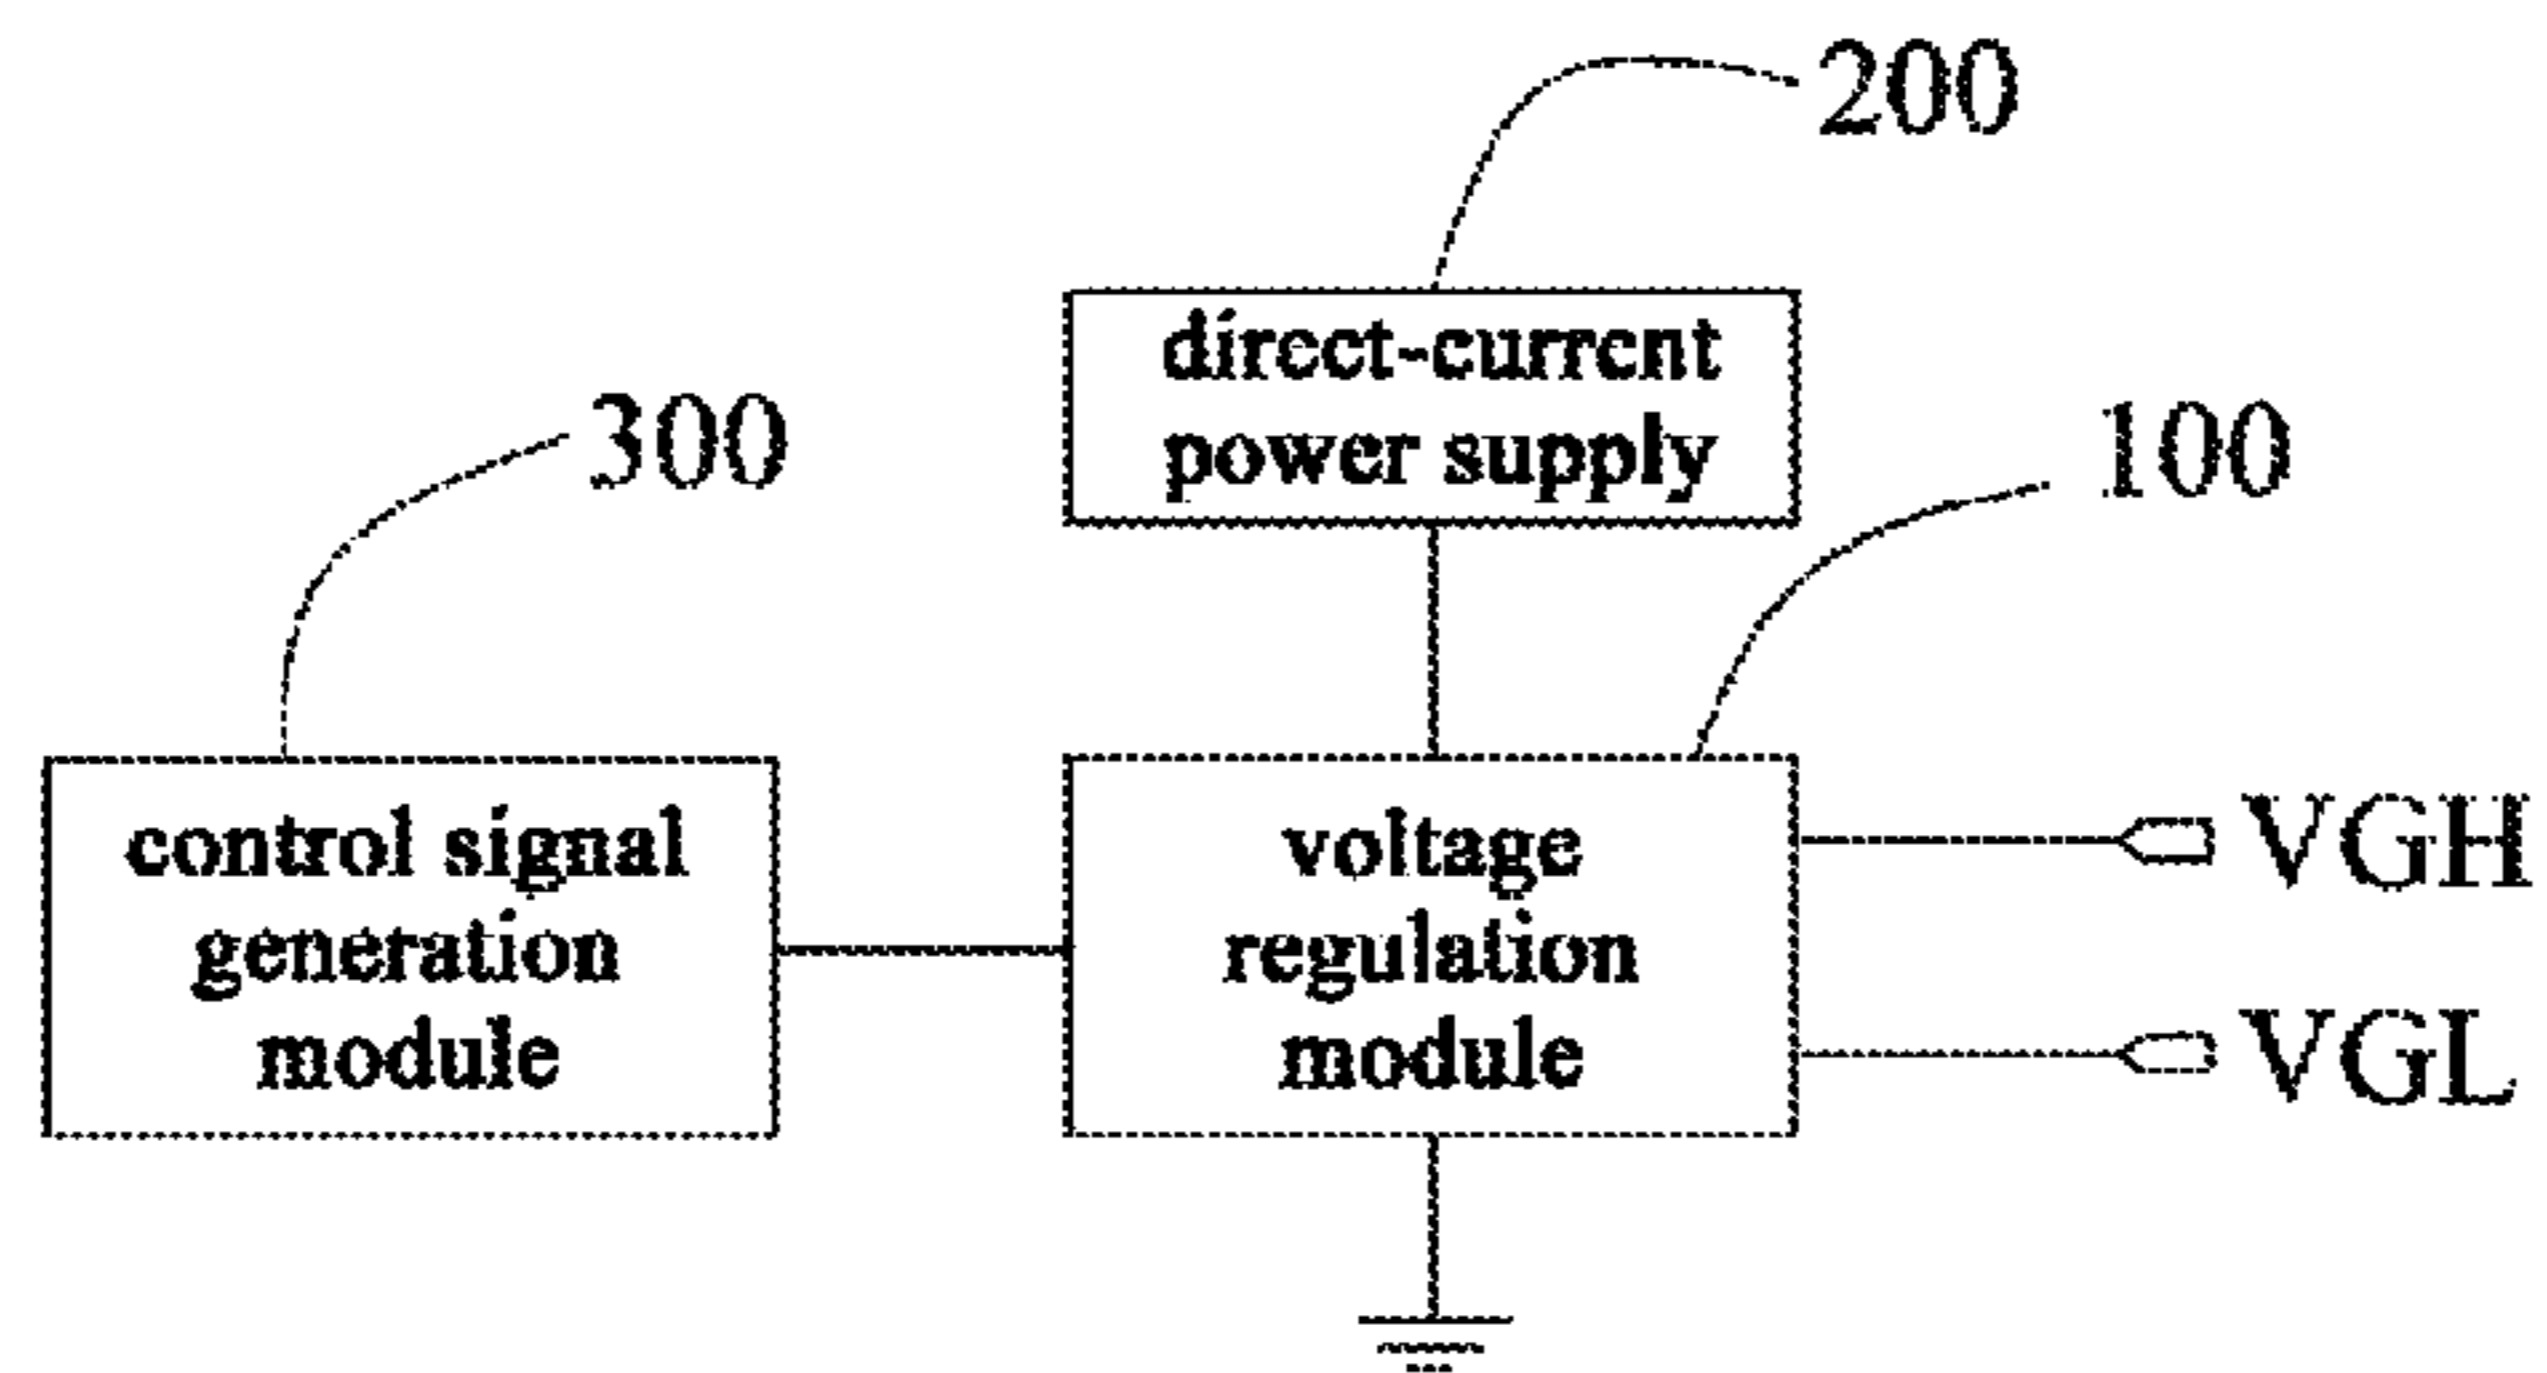 200
direct-current
power supply
300
100
control signal
generation
module
voltage
regulation
module
VGH
VGL